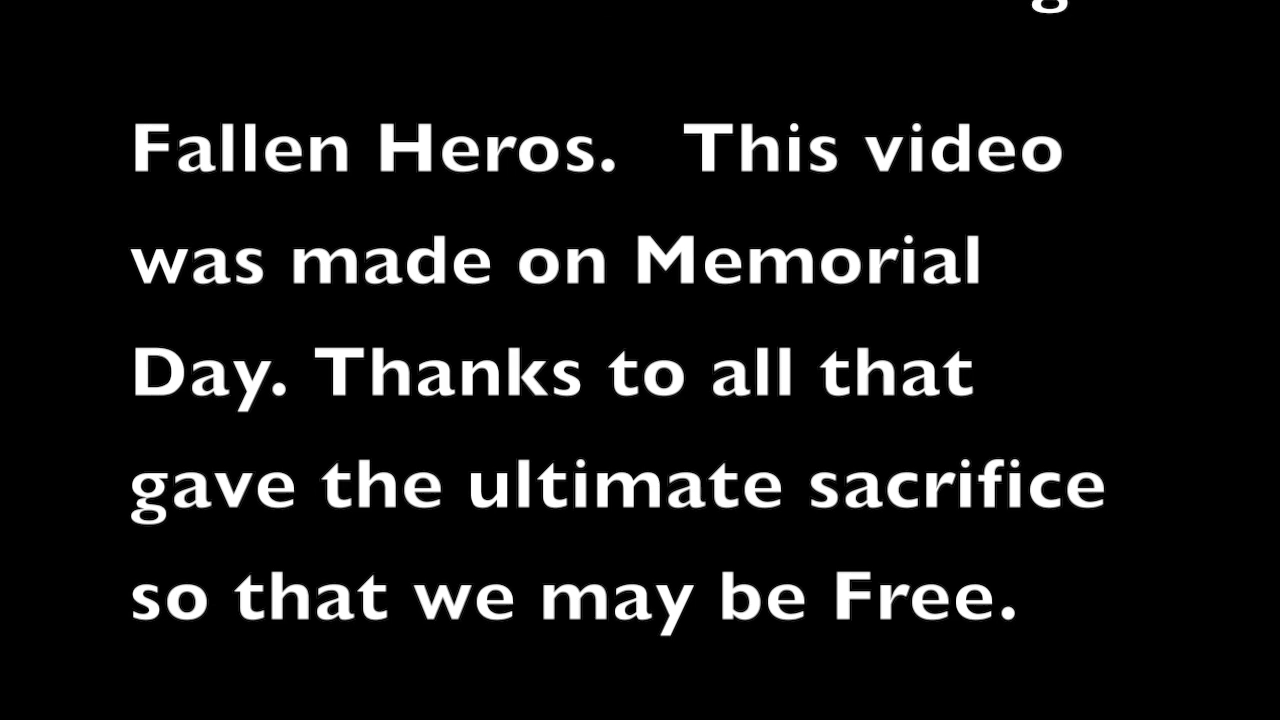 Fallen Heros.   This video
was made on Memorial
Day. Thanks to all that
gave the ultimate sacrifice
so that we may be Free.